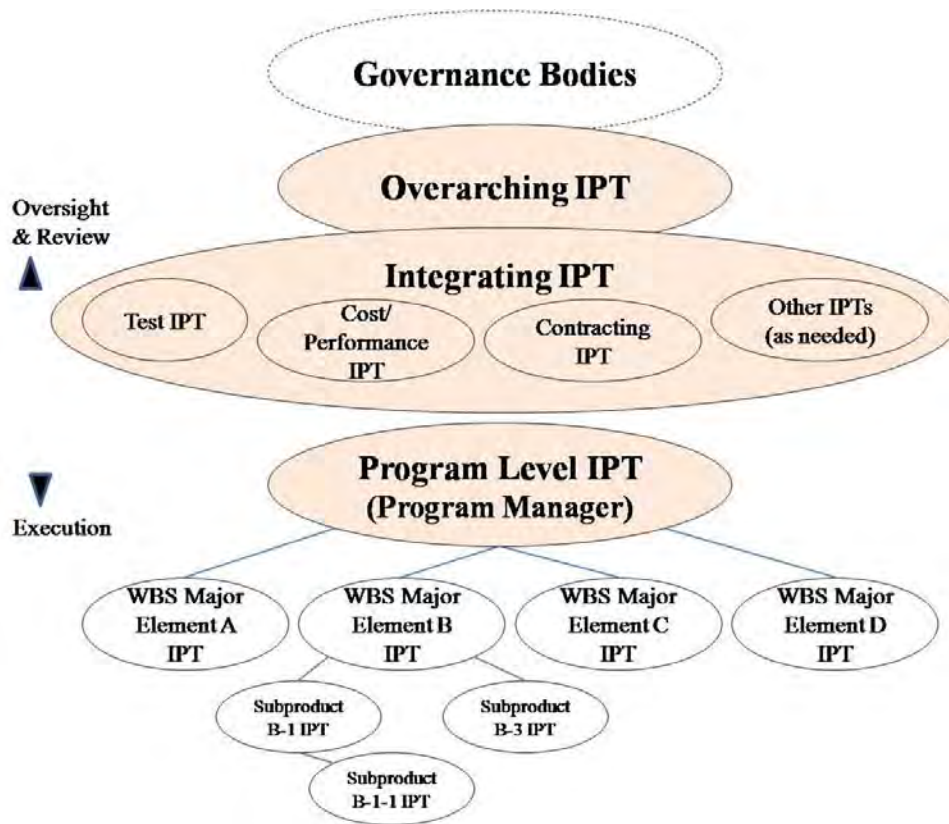 Governance Bodies
Overarching IPT
Oversight
& Review
Integrating IPT
Test IPT
Cost/
Performance
IPT
Contracting
IPT
Other IPTs
(as needed)
Program Level IPT
(Program Manager)
Execution
WBS Major
Element A
IPT
WBS Major
Element B
IPT
WBS Major
Element C
IPT
WBS Major
Element D
IPT
Subproduct
B-1 IPT
Subproduct
B-3 IPT
Subproduct
B-1-1 IPT